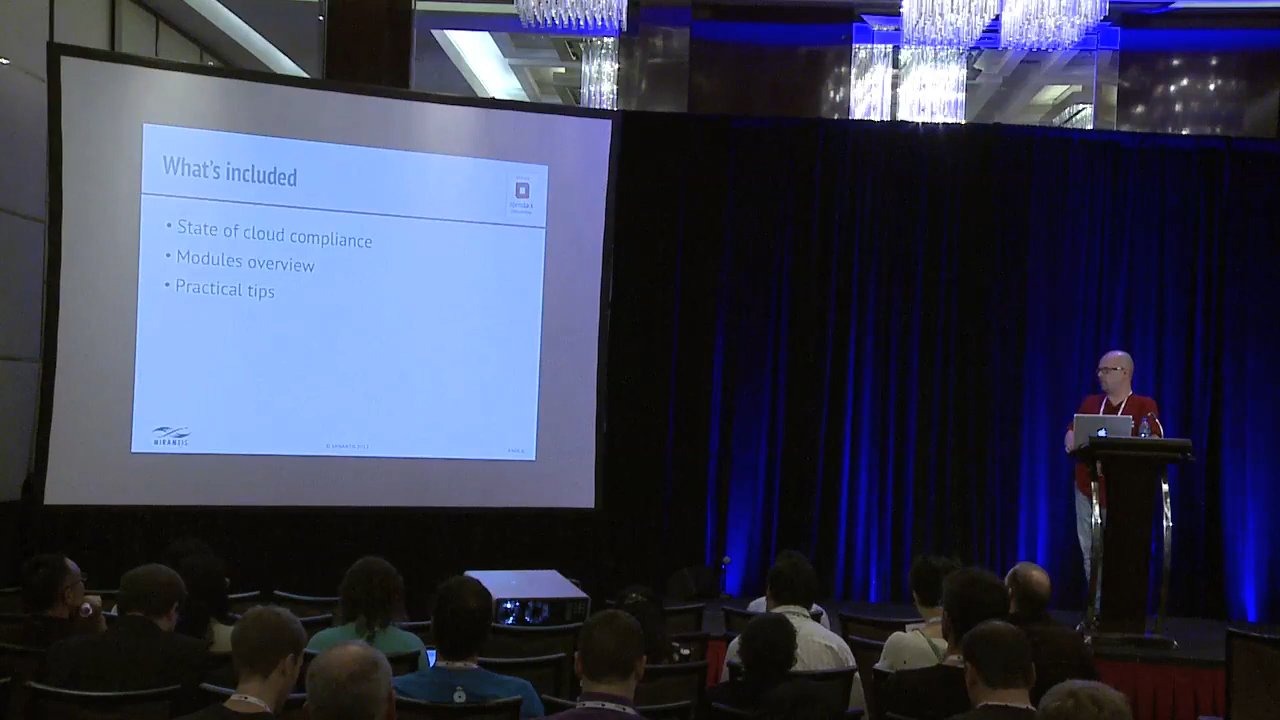 What's included
• State of cloud compliance
• Modules overview
• Practical tips
MIRANTIS